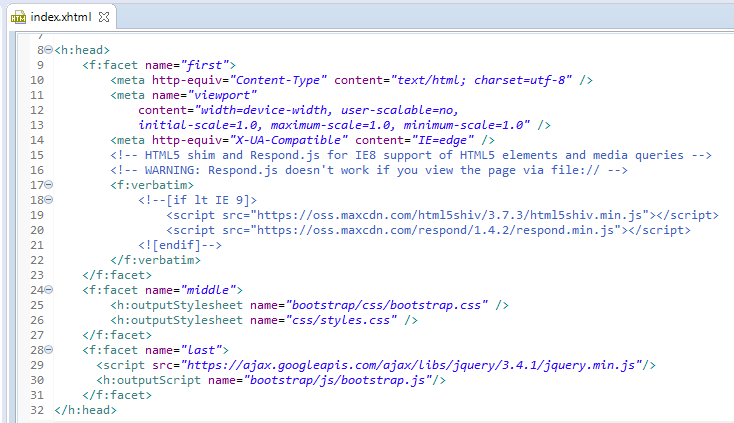 index.xhtml
7
8 <h:head>
9     <f:facet name="first">
10         <meta http-equiv="Content-Type" content="text/html; charset=utf-8" />
11         <meta name="viewport"
12             content="width=device-width, user-scalable=no,
13             initial-scale=1.0, maximum-scale=1.0, minimum-scale=1.0" />
14         <meta http-equiv="X-UA-Compatible" content="IE=edge" />
15         <!-- HTML5 shim and Respond.js for IE8 support of HTML5 elements and media queries -->
16         <!-- WARNING: Respond.js doesn't work if you view the page via file:// -->
17         <f:verbatim>
18             <!--[if lt IE 9]>
19                 <script src="https://oss.maxcdn.com/html5shiv/3.7.3/html5shiv.min.js"></script>
20                 <script src="https://oss.maxcdn.com/respond/1.4.2/respond.min.js"></script>
21             <![endif]-->
22         </f:verbatim>
23     </f:facet>
24     <f:facet name="middle">
25         <h:outputStylesheet name="bootstrap/css/bootstrap.css" />
26         <h:outputStylesheet name="css/styles.css" />
27     </f:facet>
28     <f:facet name="last">
29       <script src="https://ajax.googleapis.com/ajax/libs/jquery/3.4.1/jquery.min.js"/>
30       <h:outputScript name="bootstrap/js/bootstrap.js"/>
31     </f:facet>
32 </h:head>